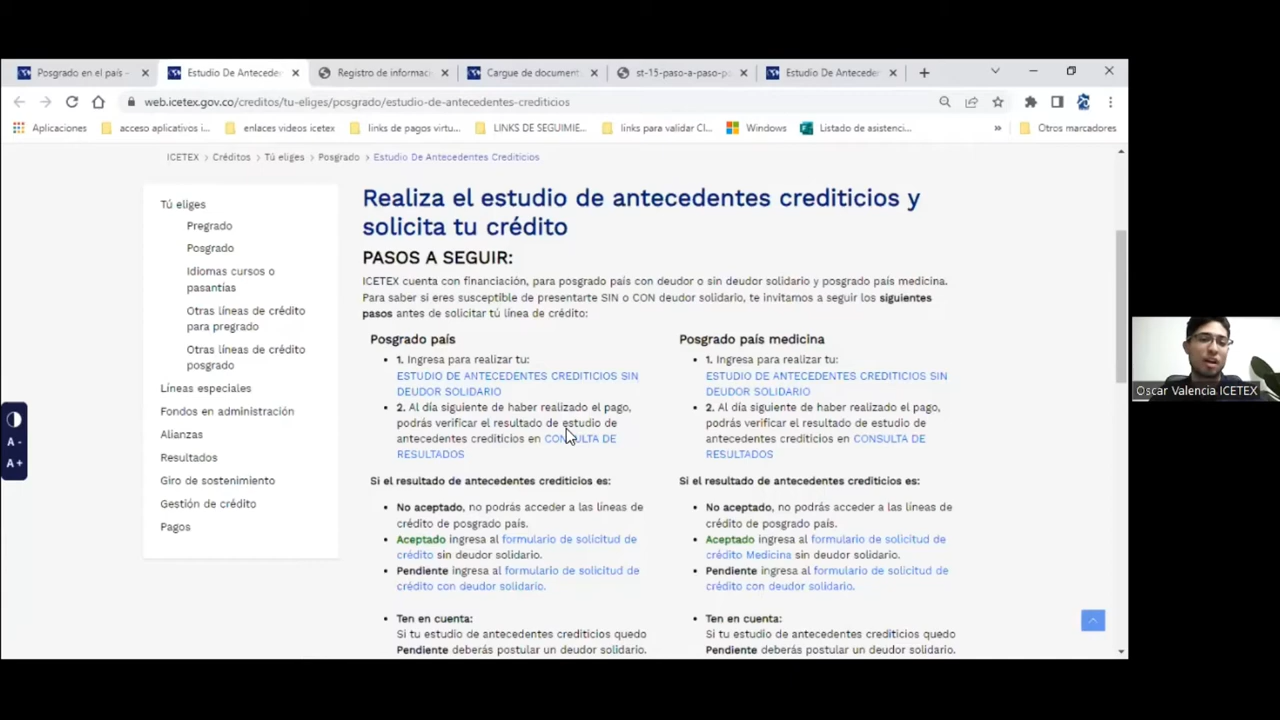 Posgrado en el país -
Estudio De Anteceder
Registro de informac
Cargue de document
st-15-paso-a-paso-po
Estudio De Anteceder
web.icetex.gov.co/creditos/tu-eliges/posgrado/estudio-de-antecedentes-crediticios
Aplicaciones
acceso aplicativos i...
enlaces videos icetex
links de pagos virtu...
LINKS DE SEGUIMIE...
links para validar CI...
Windows
Listado de asistenci...
»
Otros marcadores
ICETEX > Créditos > Tú eliges > Posgrado > Estudio De Antecedentes Crediticios
Tú eliges
Pregrado
Posgrado
Idiomas cursos o
pasantías
Otras líneas de crédito
para pregrado
Otras líneas de crédito
posgrado
Líneas especiales
Fondos en administración
Alianzas
Resultados
Giro de sostenimiento
Gestión de crédito
Pagos
A -
A+
Realiza el estudio de antecedentes crediticios y
solicita tu crédito
PASOS A SEGUIR:
ICETEX cuenta con financiación, para posgrado país con deudor o sin deudor solidario y posgrado país medicina.
Para saber si eres susceptible de presentarte SIN o CON deudor solidario, te invitamos a seguir los siguientes
pasos antes de solicitar tú línea de crédito:
Posgrado país
1. Ingresa para realizar tu:
ESTUDIO DE ANTECEDENTES CREDITICIOS SIN
DEUDOR SOLIDARIO
2. Al día siguiente de haber realizado el pago,
podrás verificar el resultado de estudio de
antecedentes crediticios en CONSULTA DE
RESULTADOS
Si el resultado de antecedentes crediticios es:
No aceptado, no podrás acceder a las líneas de
crédito de posgrado país.
Aceptado ingresa al formulario de solicitud de
crédito sin deudor solidario.
Pendiente ingresa al formulario de solicitud de
crédito con deudor solidario.
Ten en cuenta:
Si tu estudio de antecedentes crediticios quedo
Pendiente deberás postular un deudor solidario.
Posgrado país medicina
1. Ingresa para realizar tu:
ESTUDIO DE ANTECEDENTES CREDITICIOS SIN
DEUDOR SOLIDARIO
2. Al día siguiente de haber realizado el pago,
podrás verificar el resultado de estudio de
antecedentes crediticios en CONSULTA DE
RESULTADOS
Si el resultado de antecedentes crediticios es:
No aceptado, no podrás acceder a las líneas de
crédito de posgrado país.
Aceptado ingresa al formulario de solicitud de
crédito Medicina sin deudor solidario.
Pendiente ingresa al formulario de solicitud de
crédito con deudor solidario.
Ten en cuenta:
Si tu estudio de antecedentes crediticios quedo
Pendiente deberás postular un deudor solidario.
Oscar Valencia ICETEX